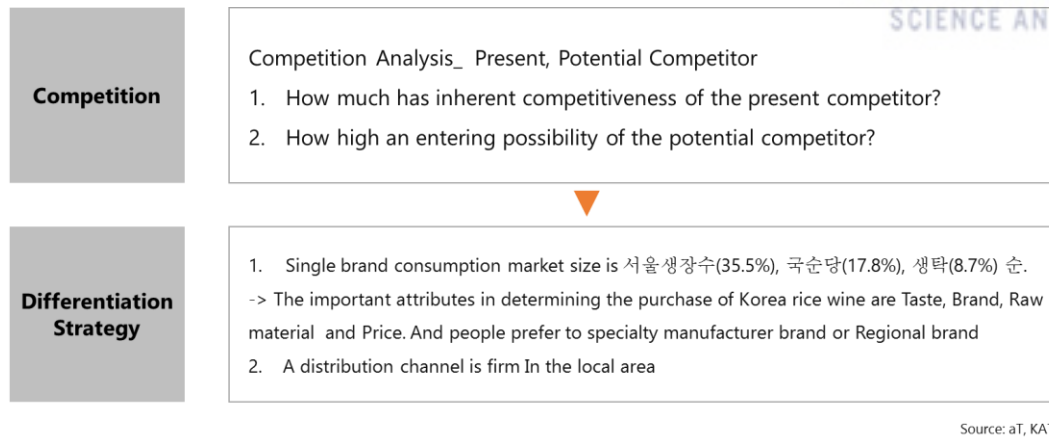 SCIENCE AN
Competition
Competition Analysis_ Present, Potential Competitor
1. How much has inherent competitiveness of the present competitor?
2. How high an entering possibility of the potential competitor?
Differentiation
Strategy
1. Single brand consumption market size is 서울생장수(35.5%), 국순당(17.8%), 생탁(8.7%) 순.
-> The important attributes in determining the purchase of Korea rice wine are Taste, Brand, Raw
material and Price. And people prefer to specialty manufacturer brand or Regional brand
2. A distribution channel is firm In the local area
Source: aT, KAT